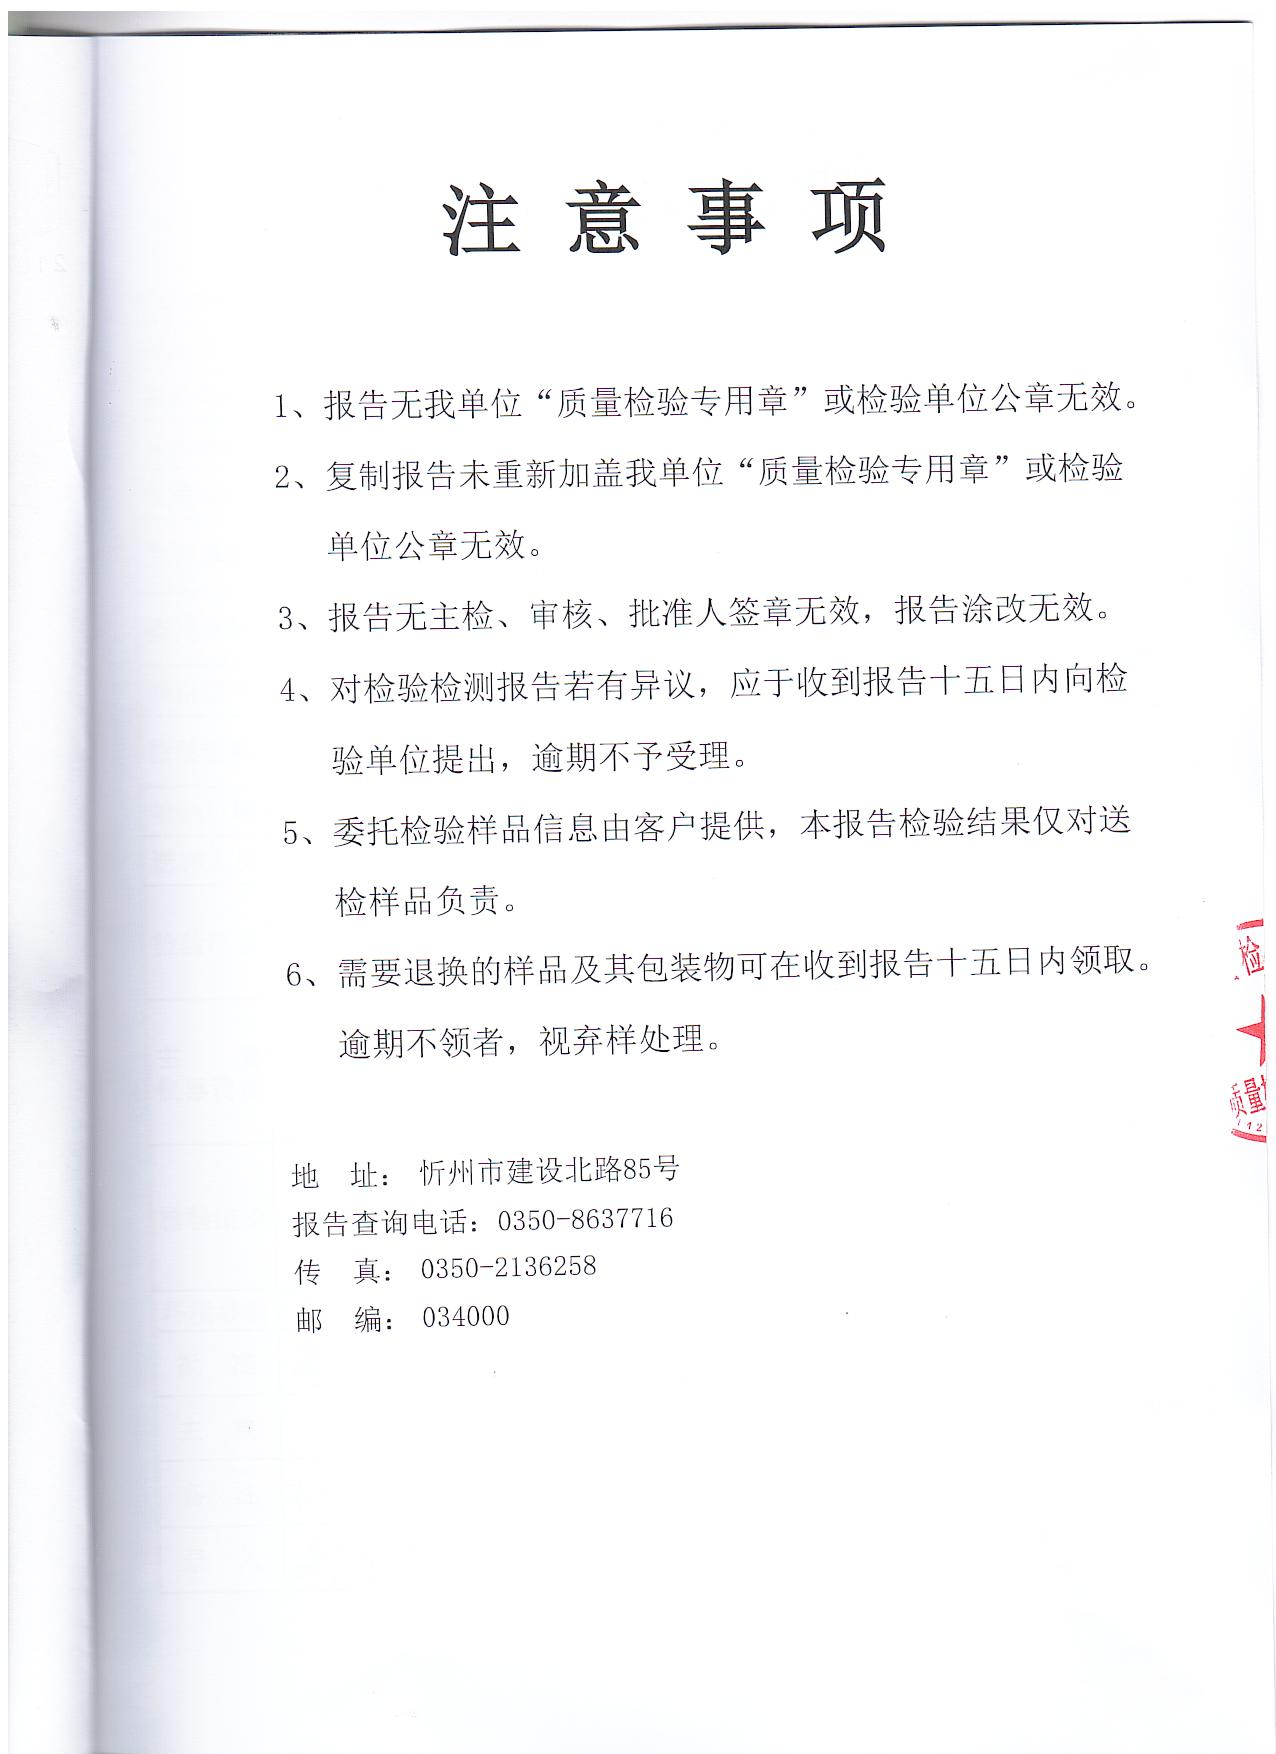 注意事项
1、报告无我单位“质量检验专用章”或检验单位公章无效。
2、复制报告未重新加盖我单位“质量检验专用章”或检验
单位公章无效。
3、报告无主检、审核、批准人签章无效，报告涂改无效。
4、对检验检测报告若有异议，应于收到报告十五日内向检
验单位提出，逾期不予受理。
5、委托检验样品信息由客户提供，本报告检验结果仅对送
检样品负责。
6、需要退换的样品及其包装物可在收到报告十五日内领取。
逾期不领者，视弃样处理。
检
质量
地 址： 忻州市建设北路85号
报告查询电话：0350-8637716
传 真： 0350-2136258
邮 编： 034000